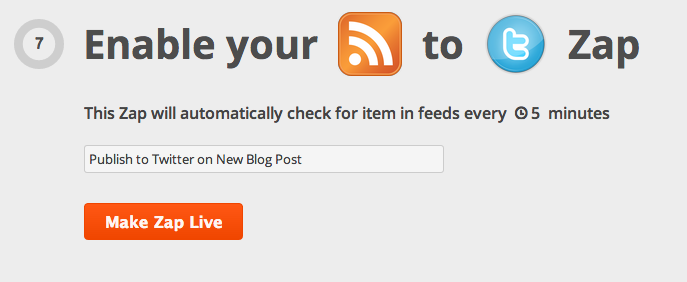 7 Enable your to Zap
This Zap will automatically check for item in feeds every 5 minutes
Publish to Twitter on New Blog Post
Make Zap Live